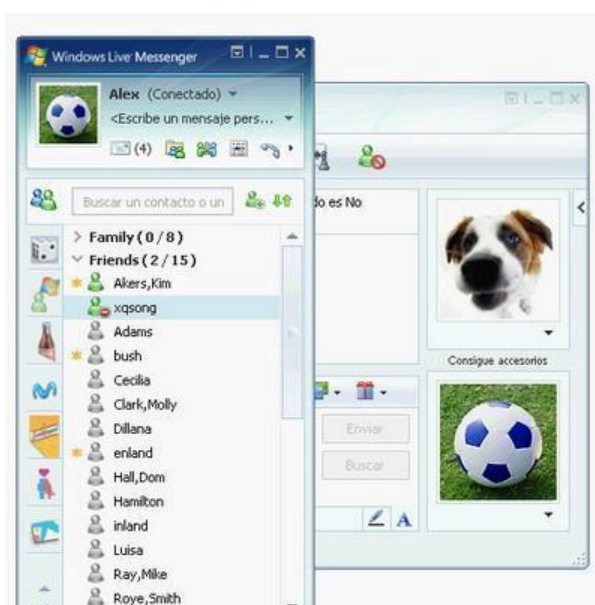 Windows Live Messenger
Alex (Conectado)
<Escribe un mensaje pers...
(4)
Buscar un contacto o un
Family (0/8)
Friends (2/15)
Akers,Kim
xqsong
Adams
bush
Cecilia
Clark,Molly
Dillana
enland
Hall,Dom
Hamilton
inland
Luisa
Ray,Mike
Roye,Smith
do es No
Consigue accesorios
Enviar
Buscar
A